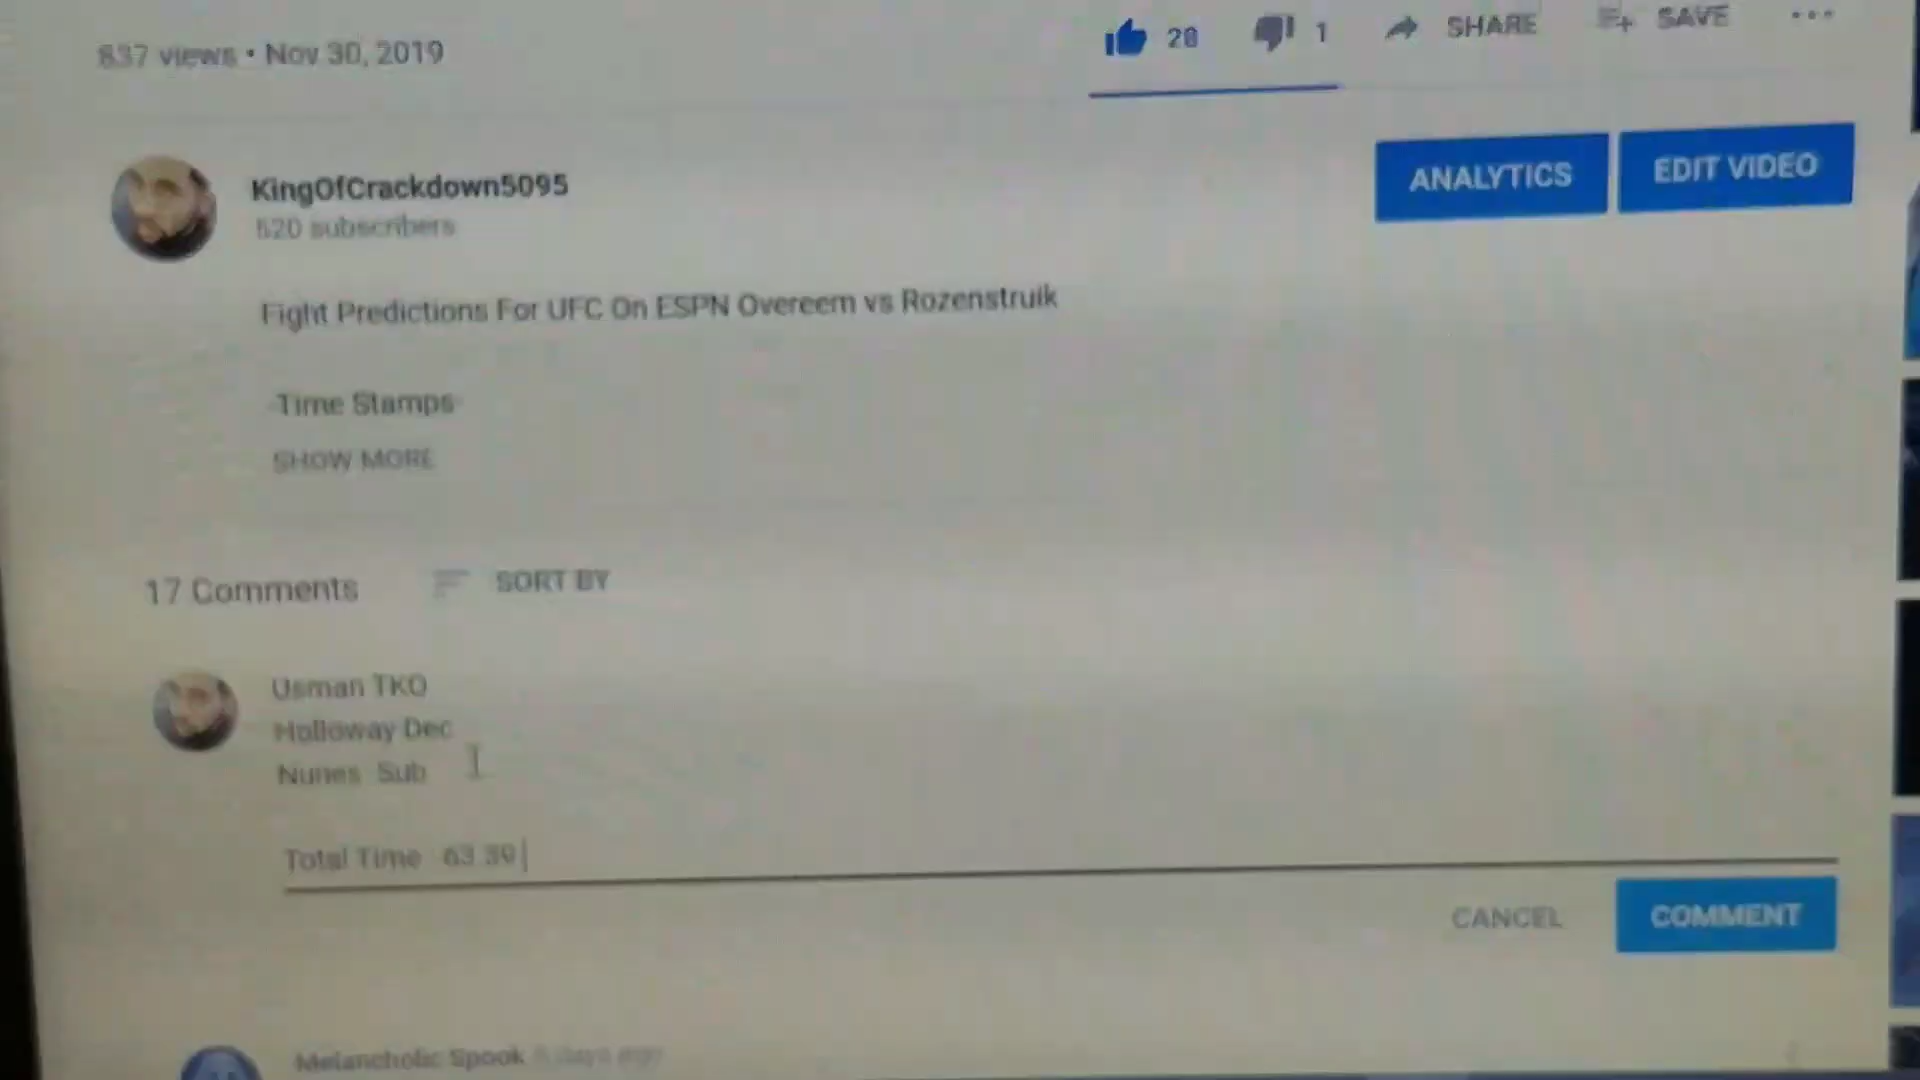 837 views • Nov 30, 2019
28 1 SHARE SAVE
KingOfCrackdown5095
520 subscribers
ANALYTICS EDIT VIDEO
Fight Predictions For UFC On ESPN Overeem vs Rozenstruik
-Time Stamps-
SHOW MORE
17 Comments SORT BY
Usman TKO
Holloway Dec
Nunes Sub
Total Time 63:39
CANCEL COMMENT
Melancholic Spook days ago